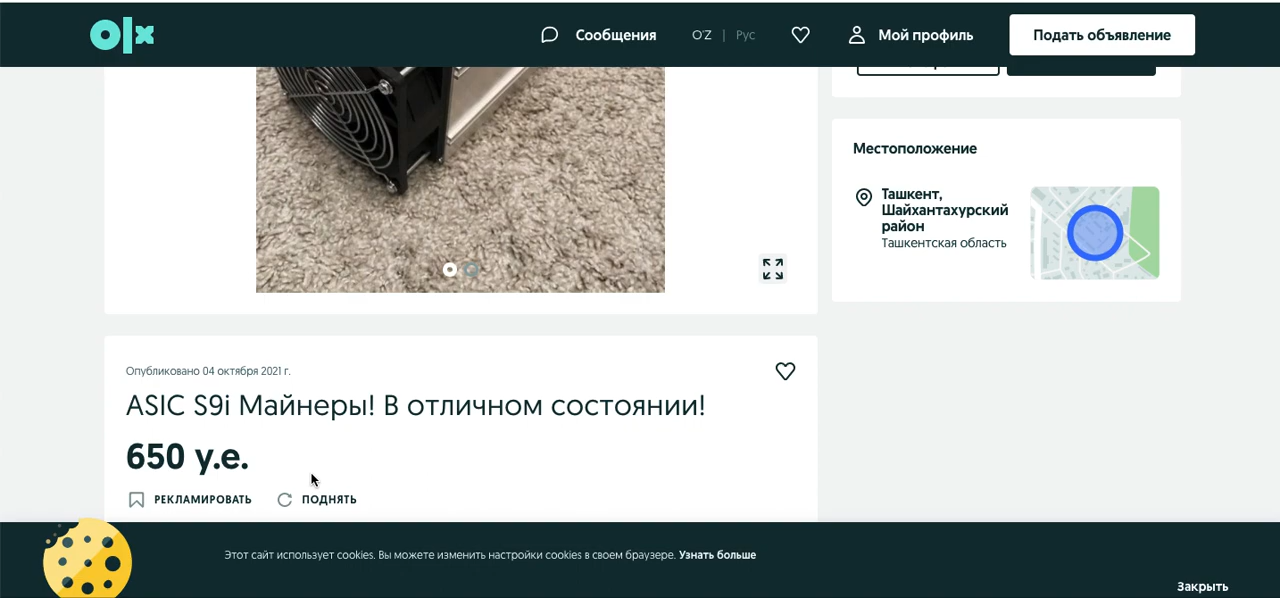 olx
Сообщения
O'Z | Рус
Мой профиль
Подать объявление
Местоположение
Ташкент,
Шайхантахурский
район
Ташкентская область
Опубликовано 04 октября 2021 г.
ASIC S9i Майнеры! В отличном состоянии!
650 у.е.
РЕКЛАМИРОВАТЬ
ПОДНЯТЬ
Этот сайт использует cookies. Вы можете изменить настройки cookies в своем браузере. Узнать больше
Закрыть